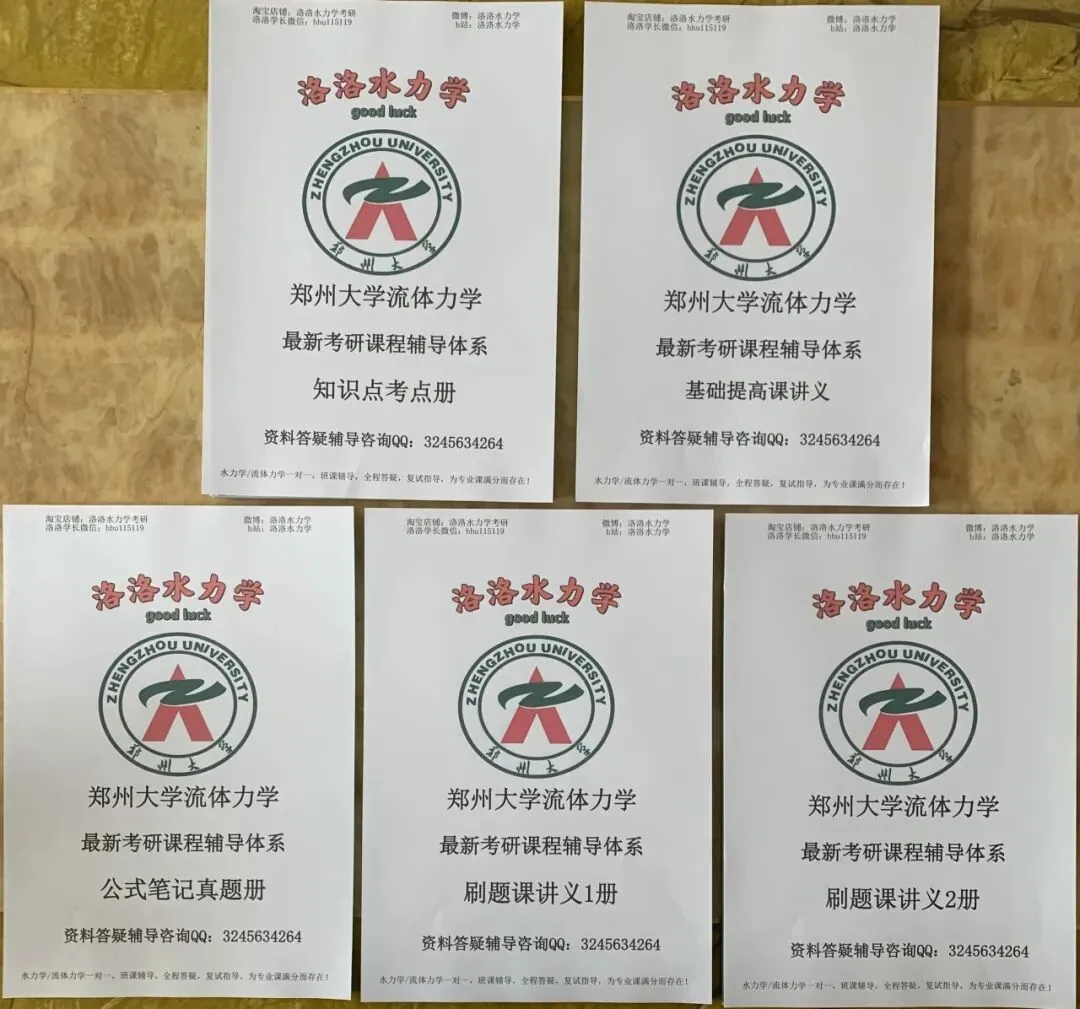 淘宝店铺：洛洛水力学考研 微博：洛洛水力学
洛洛学长微信：hhu115119 b站：洛洛水力学
洛洛水力学
good luck
ZHENGZHOU UNIVERSITY
郑州大学
郑州大学流体力学
最新考研课程辅导体系
知识点考点册
资料答疑辅导咨询QQ：3245634264
水力学/流体力学一对一，班课辅导，全程答疑，复试指导，为专业课满分而存在！
淘宝店铺：洛洛水力学考研 微博：洛洛水力学
洛洛学长微信：hhu115119 b站：洛洛水力学
洛洛水力学
good luck
ZHENGZHOU UNIVERSITY
郑州大学
郑州大学流体力学
最新考研课程辅导体系
基础提高课讲义
资料答疑辅导咨询QQ：3245634264
水力学/流体力学一对一，班课辅导，全程答疑，复试指导，为专业课满分而存在！
淘宝店铺：洛洛水力学考研 微博：洛洛水力学
洛洛学长微信：hhu115119 b站：洛洛水力学
洛洛水力学
good luck
ZHENGZHOU UNIVERSITY
郑州大学
郑州大学流体力学
最新考研课程辅导体系
公式笔记真题册
资料答疑辅导咨询QQ：3245634264
水力学/流体力学一对一，班课辅导，全程答疑，复试指导，为专业课满分而存在！
淘宝店铺：洛洛水力学考研 微博：洛洛水力学
洛洛学长微信：hhu115119 b站：洛洛水力学
洛洛水力学
good luck
ZHENGZHOU UNIVERSITY
郑州大学
郑州大学流体力学
最新考研课程辅导体系
刷题课讲义1册
资料答疑辅导咨询QQ：3245634264
水力学/流体力学一对一，班课辅导，全程答疑，复试指导，为专业课满分而存在！
淘宝店铺：洛洛水力学考研 微博：洛洛水力学
洛洛学长微信：hhu115119 b站：洛洛水力学
洛洛水力学
good luck
ZHENGZHOU UNIVERSITY
郑州大学
郑州大学流体力学
最新考研课程辅导体系
刷题课讲义2册
资料答疑辅导咨询QQ：3245634264
水力学/流体力学一对一，班课辅导，全程答疑，复试指导，为专业课满分而存在！